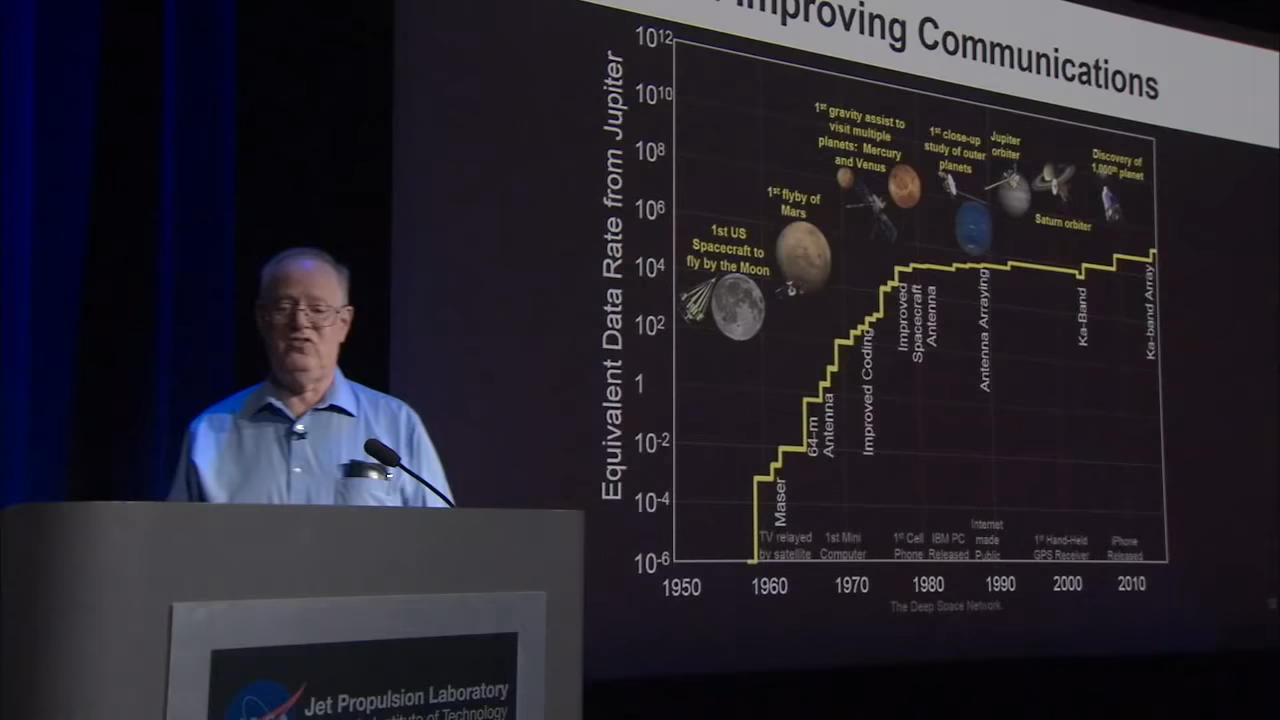 Improving Communications
Equivalent Data Rate from Jupiter
10¹²
10¹⁰
10⁸
10⁶
10⁴
10²
1
10⁻²
10⁻⁴
10⁻⁶
1st US
Spacecraft to
fly by the Moon
1st flyby of
Mars
1st gravity assist to
visit multiple
planets: Mercury
and Venus
1st close-up
study of outer
planets
Jupiter
orbiter
Saturn orbiter
Discovery of
1,000th planet
Maser
64-m
Antenna
Improved Coding
Improved
Spacecraft
Antenna
Antenna Arraying
Ka-Band
Ka-band Array
TV relayed
by satellite
1st Mini
Computer
1st Cell
Phone
IBM PC
Released
Internet
made
Public
1st Hand-Held
GPS Receiver
iPhone
Released
1950
1960
1970
1980
1990
2000
2010
The Deep Space Network
Jet Propulsion Laboratory
Institute of Technology